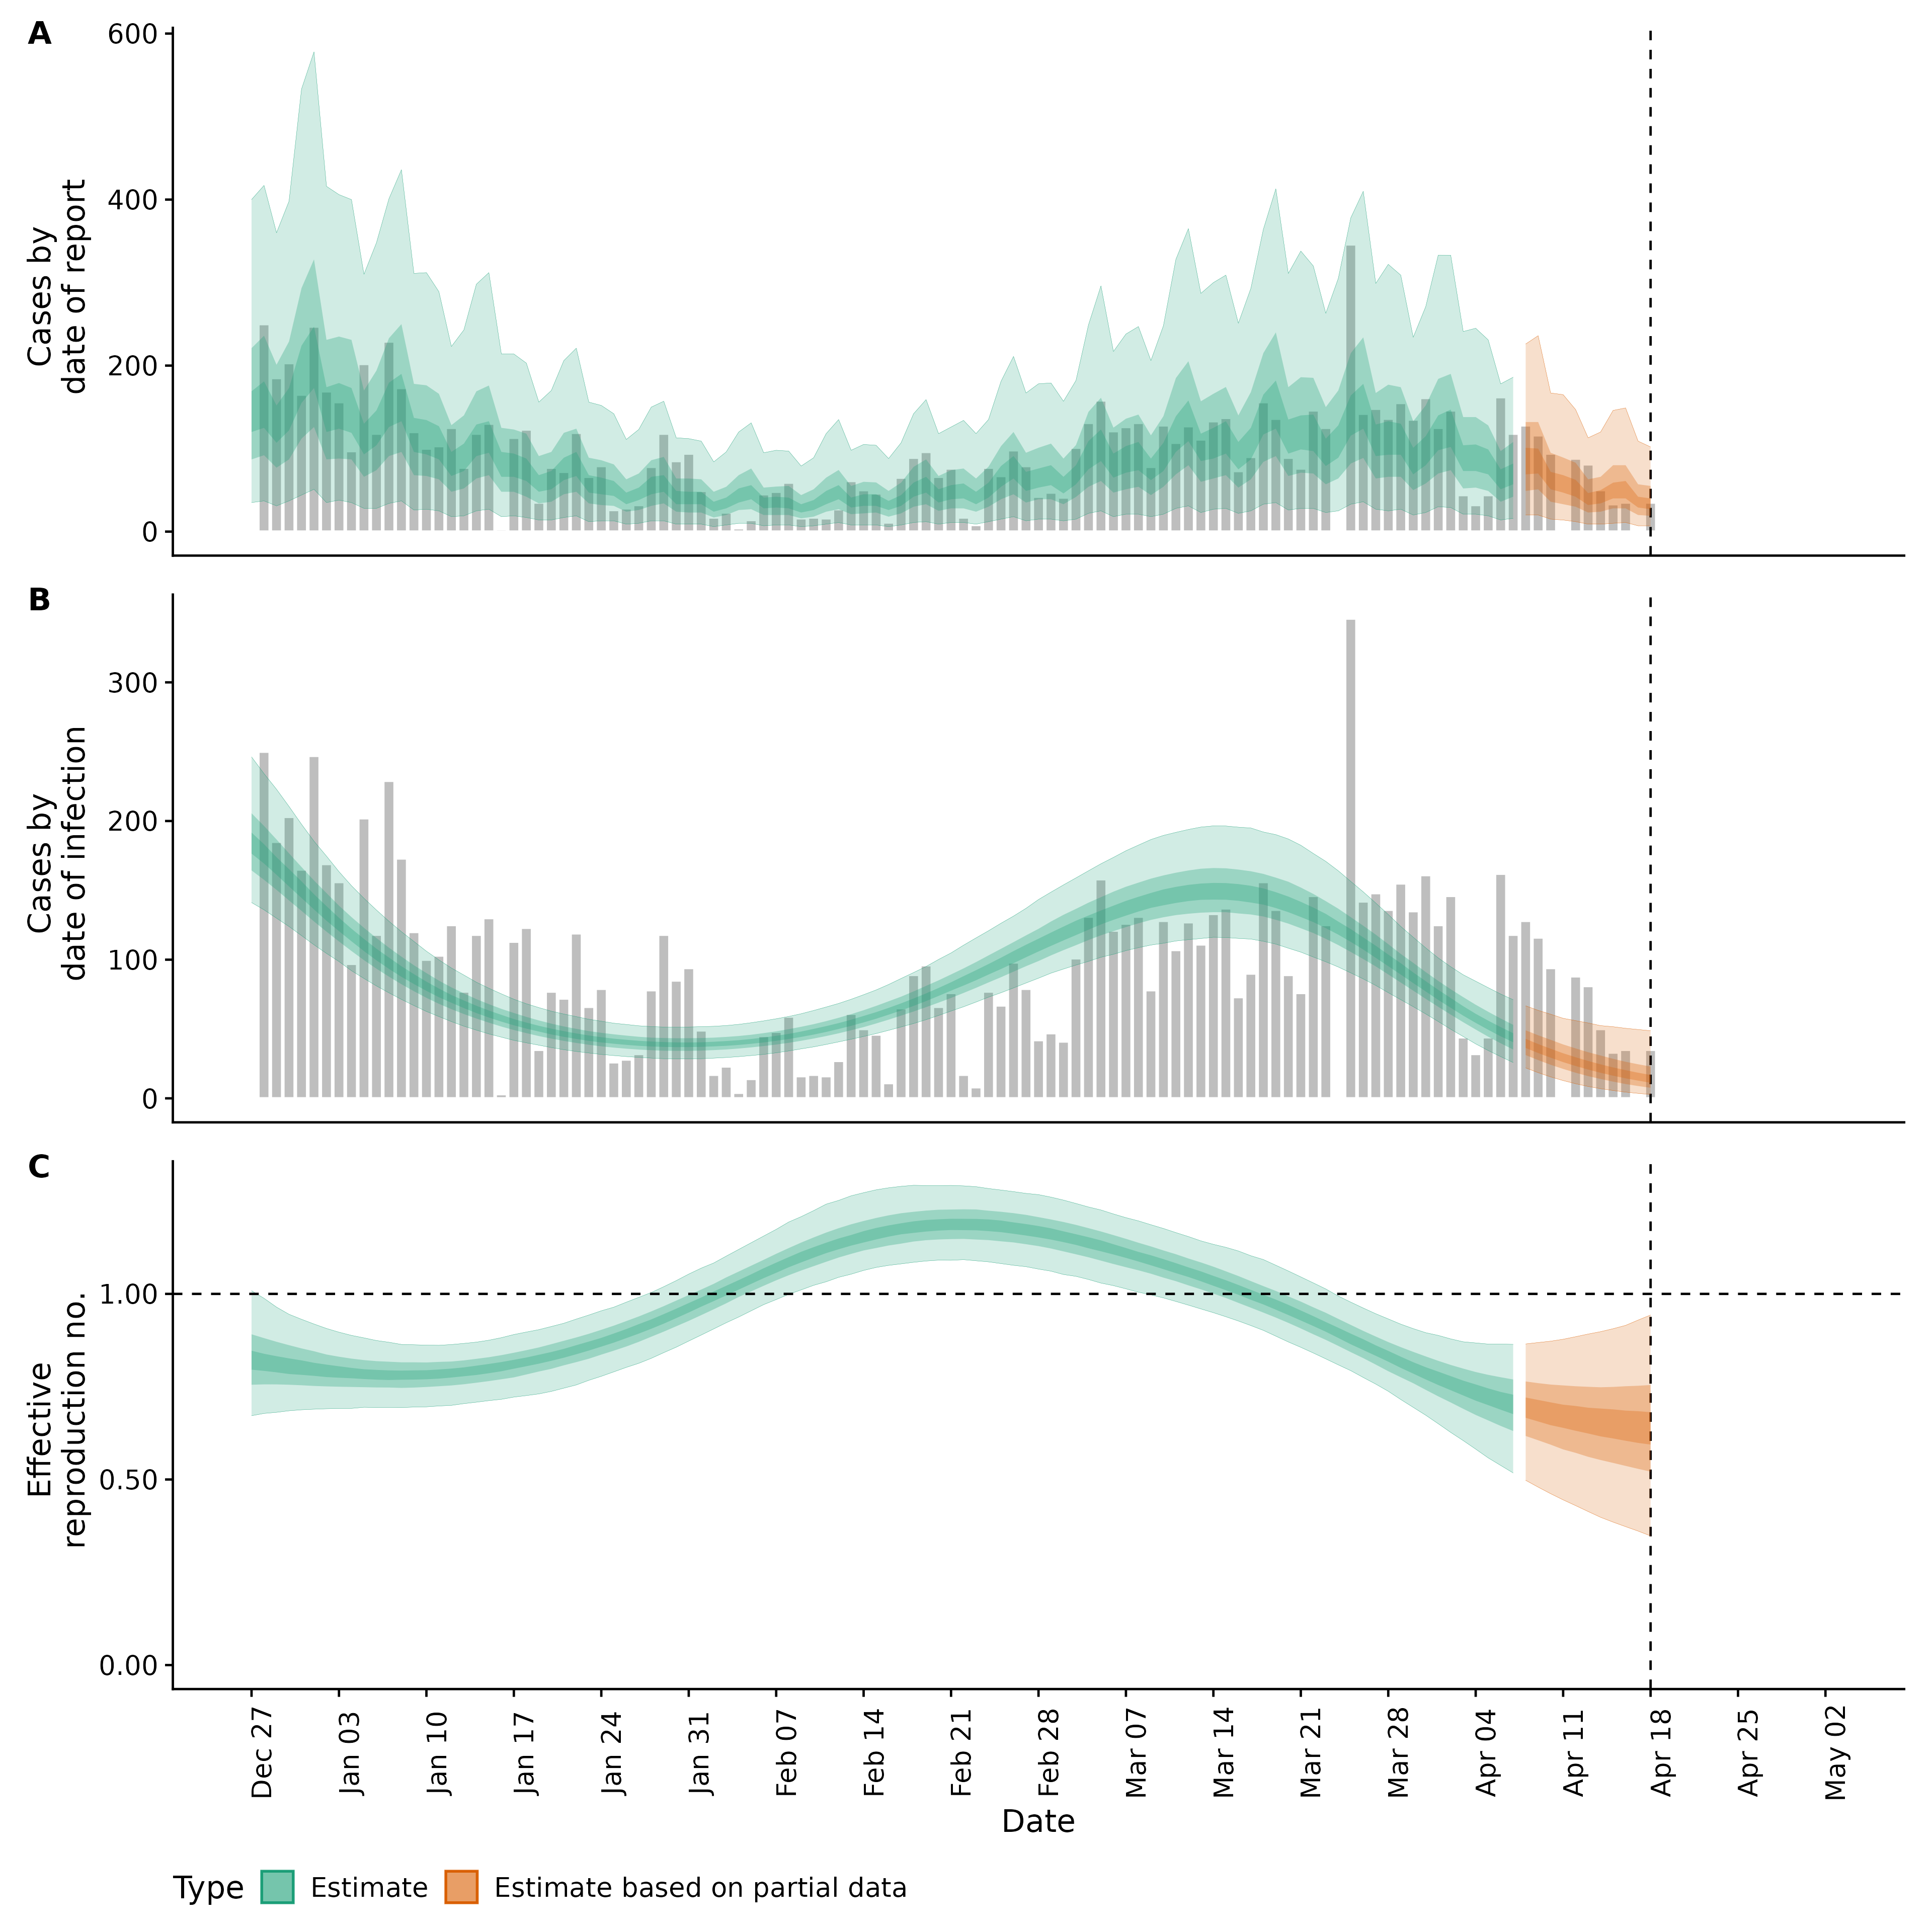 A
Cases by
date of report
600
400
200
0
B
Cases by
date of infection
300
200
100
0
C
Effective
reproduction no.
1.00
0.50
0.00
Dec 27
Jan 03
Jan 10
Jan 17
Jan 24
Jan 31
Feb 07
Feb 14
Feb 21
Feb 28
Mar 07
Mar 14
Mar 21
Mar 28
Apr 04
Apr 11
Apr 18
Apr 25
May 02
Date
Type Estimate Estimate based on partial data